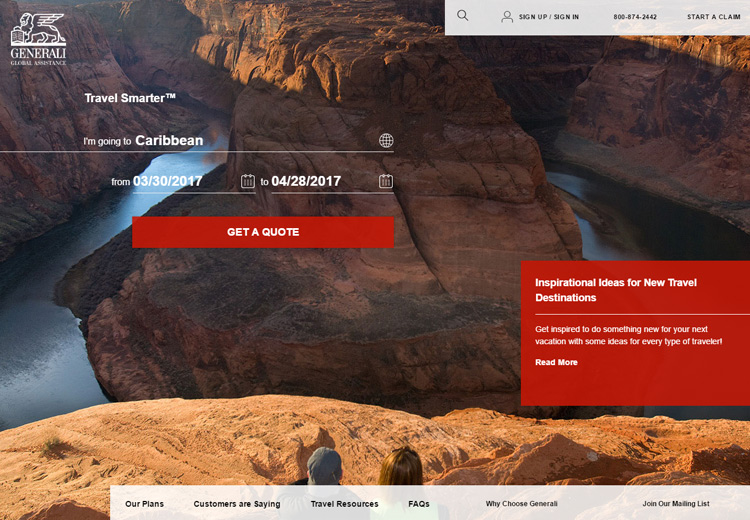 SIGN UP / SIGN IN
800-874-2442
START A CLAIM
GENERALI
GLOBAL ASSISTANCE
Travel Smarter™
I'm going to Caribbean
from 03/30/2017 to 04/28/2017
GET A QUOTE
Inspirational Ideas for New Travel
Destinations
Get inspired to do something new for your next
vacation with some ideas for every type of traveler!
Read More
Our Plans
Customers are Saying
Travel Resources
FAQs
Why Choose Generali
Join Our Mailing List